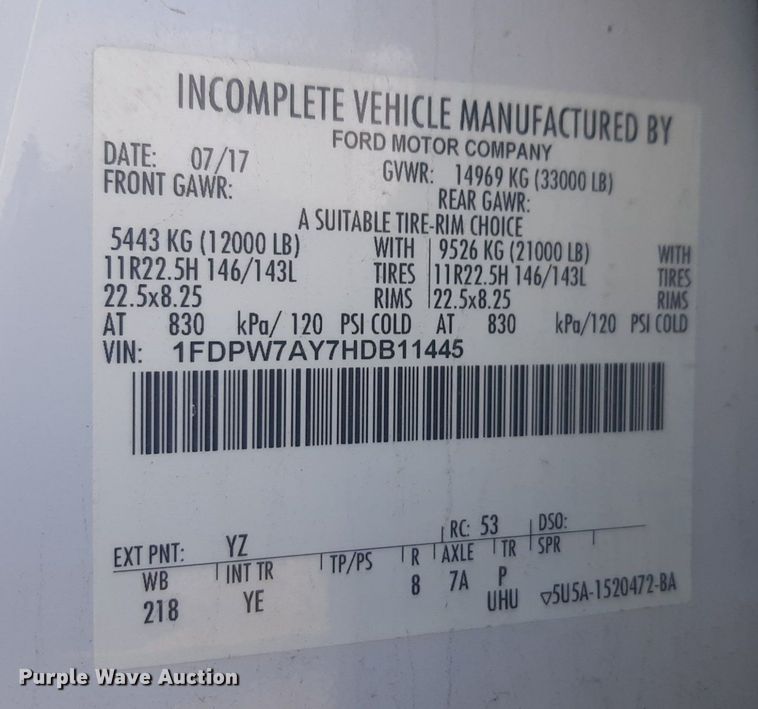 INCOMPLETE VEHICLE MANUFACTURED BY
FORD MOTOR COMPANY
DATE: 07/17 GVWR: 14969 KG (33000 LB)
FRONT GAWR: REAR GAWR:
A SUITABLE TIRE-RIM CHOICE
5443 KG (12000 LB) WITH 9526 KG (21000 LB) WITH
11R22.5H 146/143L TIRES 11R22.5H 146/143L TIRES
22.5x8.25 RIMS 22.5x8.25 RIMS
AT 830 kPa/ 120 PSI COLD AT 830 kPa/120 PSI COLD
VIN: 1FDPW7AY7HDB11445
EXT PNT: YZ RC: 53 DSO:
WB INT TR TP/PS R AXLE TR SPR
218 YE 8 7A P
UHU ▽5U5A-1520472-BA
Purple Wave Auction